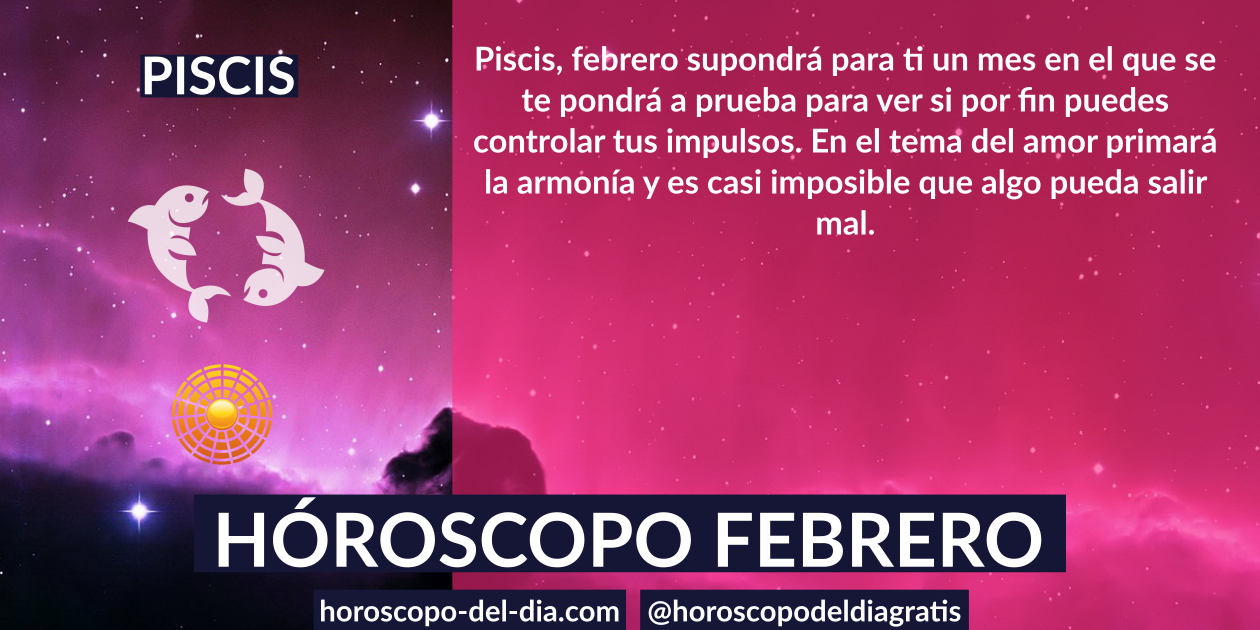 PISCIS
Piscis, febrero supondrá para ti un mes en el que se
te pondrá a prueba para ver si por fin puedes
controlar tus impulsos. En el tema del amor primará
la armonía y es casi imposible que algo pueda salir
mal.
HÓROSCOPO FEBRERO
horoscopo-del-dia.com
@horoscopodeldiagratis